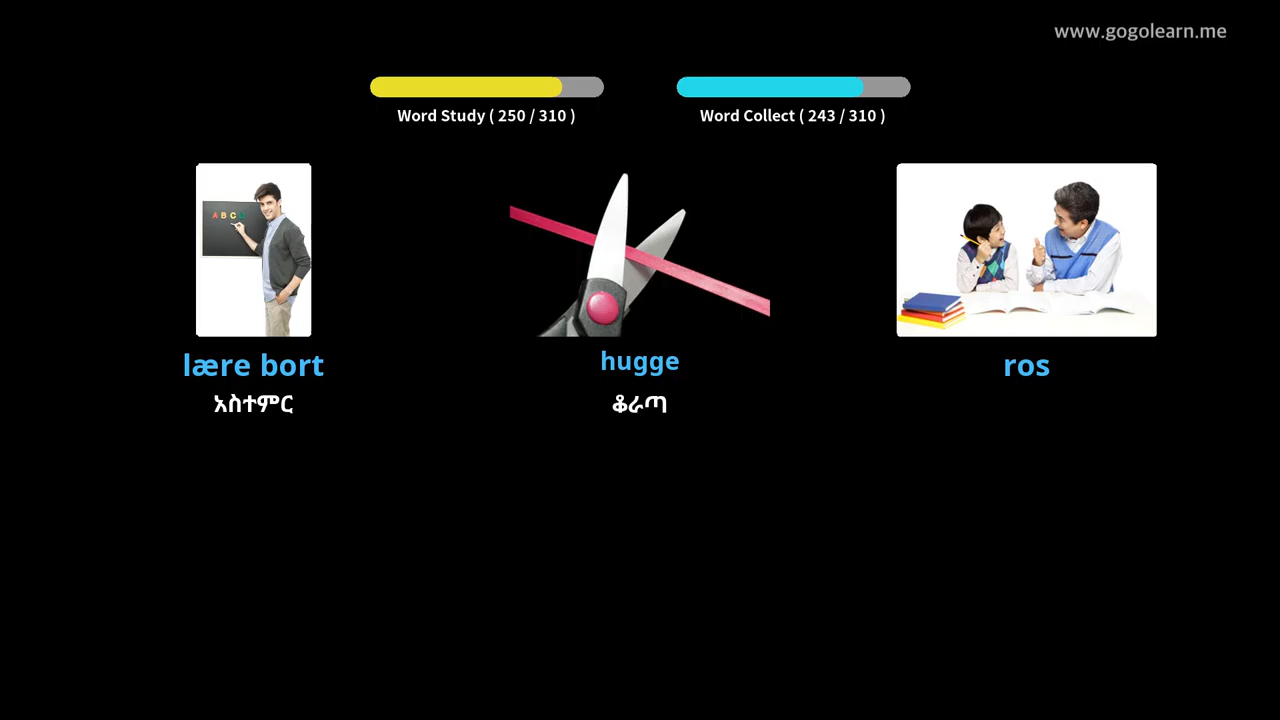 www.gogolearn.me
Word Study ( 250 / 310 )
Word Collect ( 243 / 310 )
A B C D
lære bort
አስተምር
hugge
ቆራጣ
ros